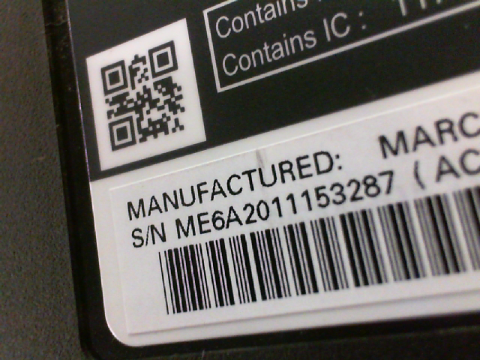 Contains
Contains IC :
MANUFACTURED: MARC
S/N ME6A2011153287 ( AC